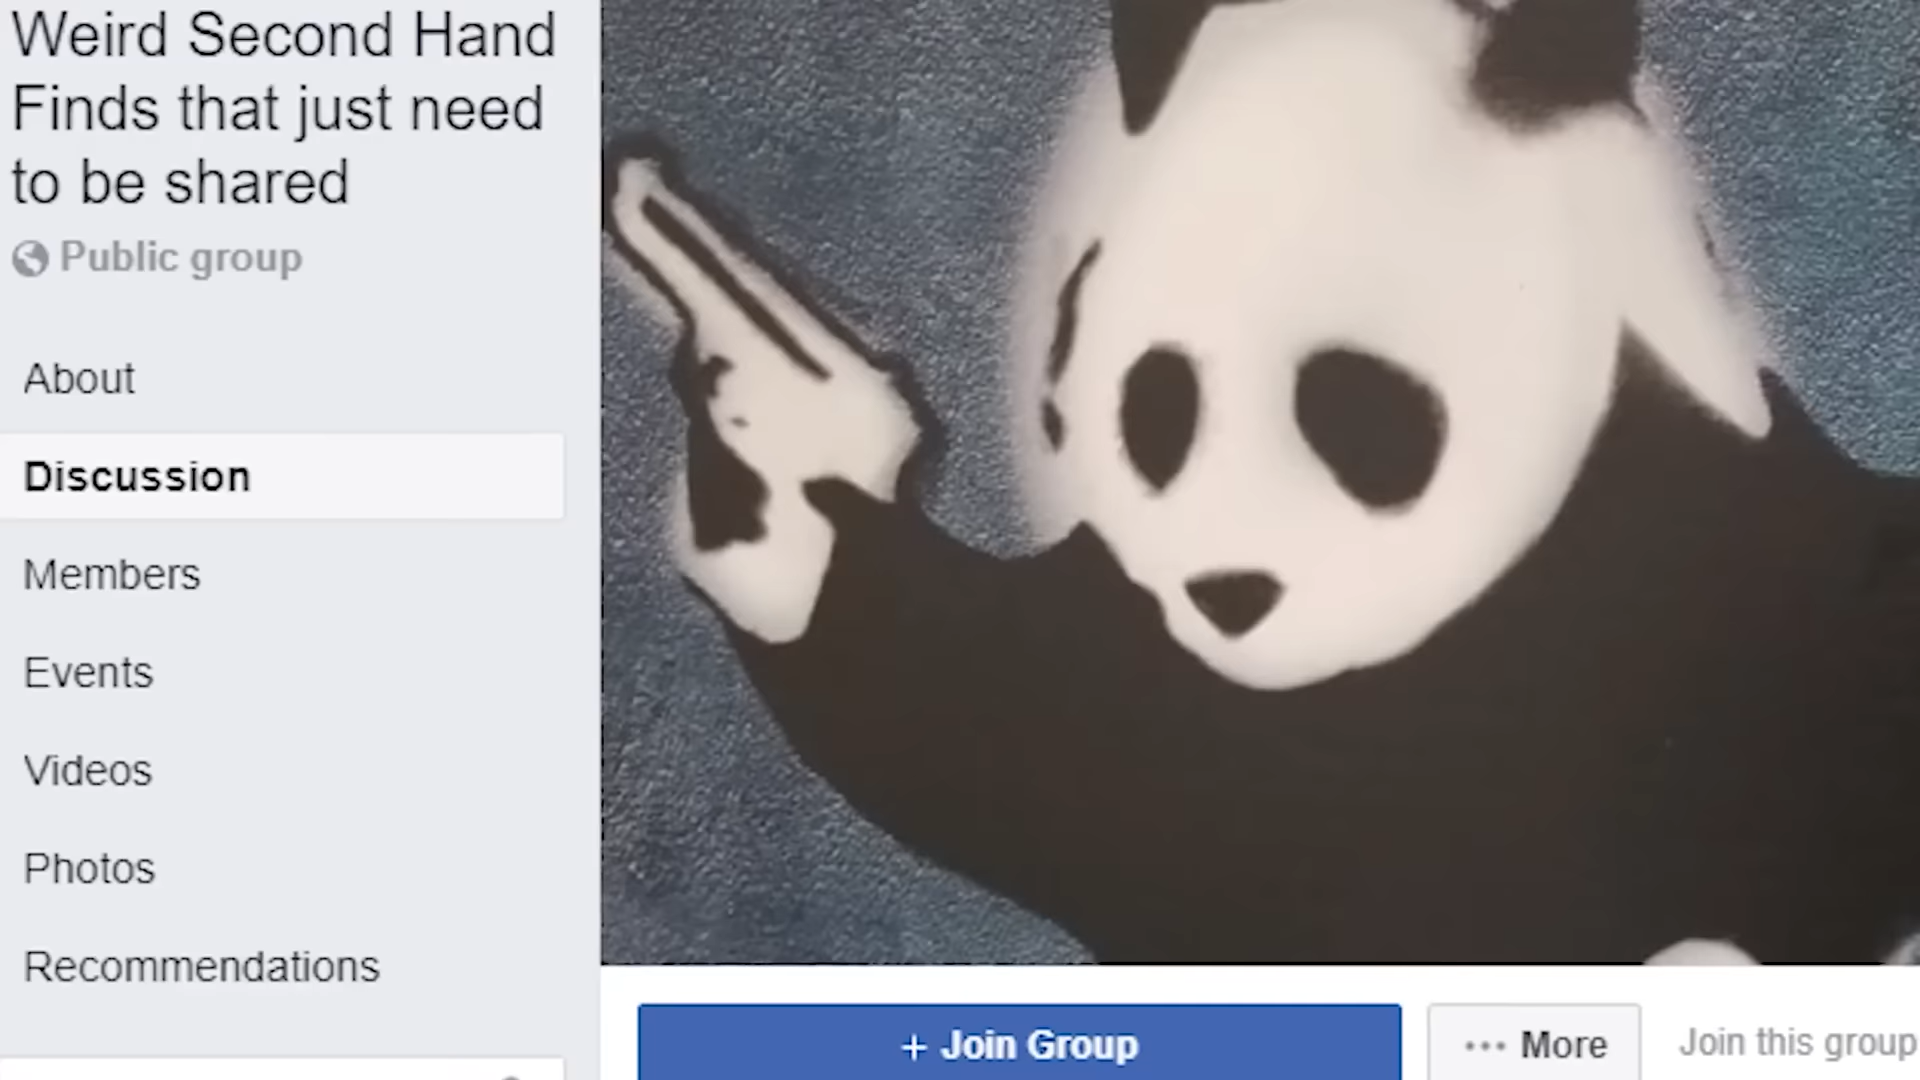 Weird Second Hand
Finds that just need
to be shared
Public group
About
Discussion
Members
Events
Videos
Photos
Recommendations
+ Join Group
••• More
Join this group